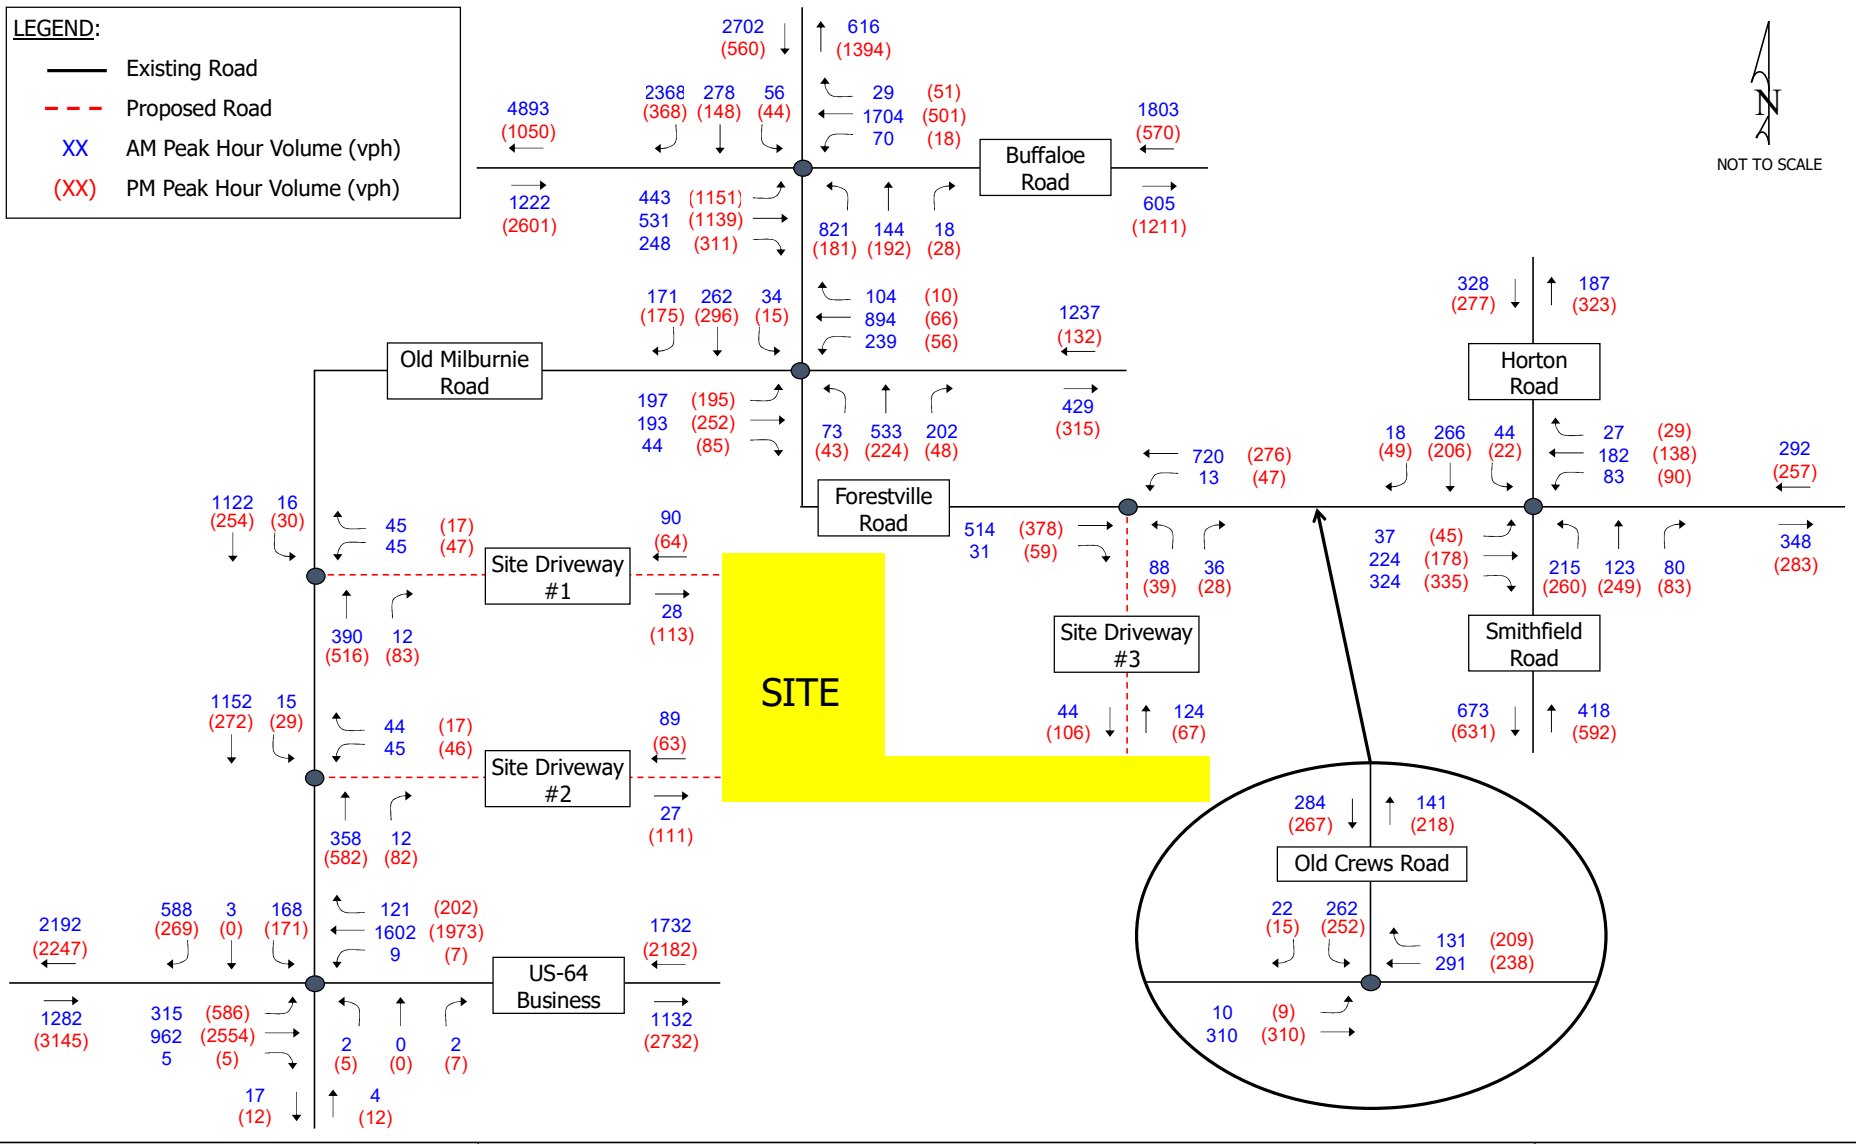 LEGEND:
Existing Road
Proposed Road
XX AM Peak Hour Volume (vph)
(XX) PM Peak Hour Volume (vph)
N
NOT TO SCALE
2702 616
(560) (1394)
2368 278 56
(368) (148) (44)
29 (51)
1704 (501)
70 (18)
4893
(1050)
1803
(570)
Buffaloe
Road
1222
(2601)
443 (1151)
531 (1139)
248 (311)
821 144 18
(181) (192) (28)
605
(1211)
171 262 34
(175) (296) (15)
104 (10)
894 (66)
239 (56)
1237
(132)
Old Milburnie
Road
197 (195)
193 (252)
44 (85)
73 533 202
(43) (224) (48)
429
(315)
328 187
(277) (323)
Horton
Road
18 266 44
(49) (206) (22)
27 (29)
182 (138)
83 (90)
292
(257)
720 (276)
13 (47)
Forestville
Road
514 (378)
31 (59)
88 36
(39) (28)
37 (45)
224 (178)
324 (335)
215 123 80
(260) (249) (83)
348
(283)
1122 16
(254) (30)
45 (17)
45 (47)
90
(64)
Site Driveway
#1
28
(113)
390 12
(516) (83)
Site Driveway
#3
Smithfield
Road
SITE
44 124
(106) (67)
673 418
(631) (592)
1152 15
(272) (29)
44 (17)
45 (46)
89
(63)
Site Driveway
#2
27
(111)
358 12
(582) (82)
284 141
(267) (218)
Old Crews Road
22 262
(15) (252)
131 (209)
291 (238)
10 (9)
310 (310)
2192
(2247)
588 3 168
(269) (0) (171)
121 (202)
1602 (1973)
9 (7)
1732
(2182)
US-64
Business
1282
(3145)
315 (586)
962 (2554)
5 (5)
2 0 2
(5) (0) (7)
1132
(2732)
17 4
(12) (12)